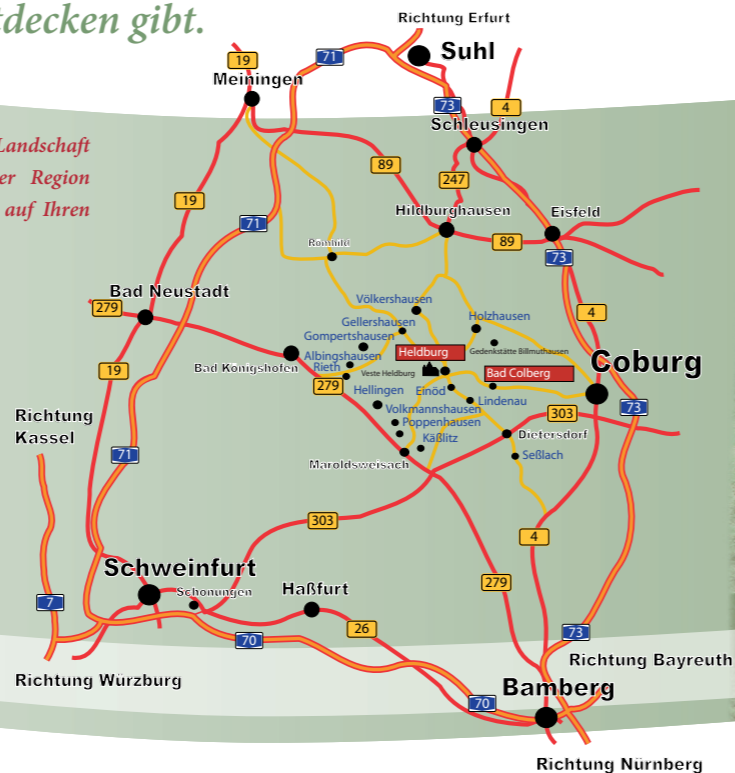 tdecken gibt.
Landschaft
er Region
auf Ihren
Richtung Erfurt
71
19
Suhl
Meiningen
73
4
Schleusingen
89
247
19
71
Hildburghausen
Eisfeld
89
Römhild
73
Bad Neustadt
279
Völkershausen
4
Gellershausen
Holzhausen
Gompertshausen
Gedenkstätte Billmuthausen
Albingshausen
Heldburg
Coburg
Bad Königshofen
Rieth
Veste Heldburg
Bad Colberg
19
279
Hellingen
Einöd
Lindenau
73
Richtung
Kassel
Volkmannshausen
303
Poppenhausen
Dietersdorf
Käßlitz
71
Seßlach
Maroldsweisach
303
4
Schweinfurt
279
Schonungen
Haßfurt
7
26
73
70
Richtung Bayreuth
Richtung Würzburg
Bamberg
70
Richtung Nürnberg